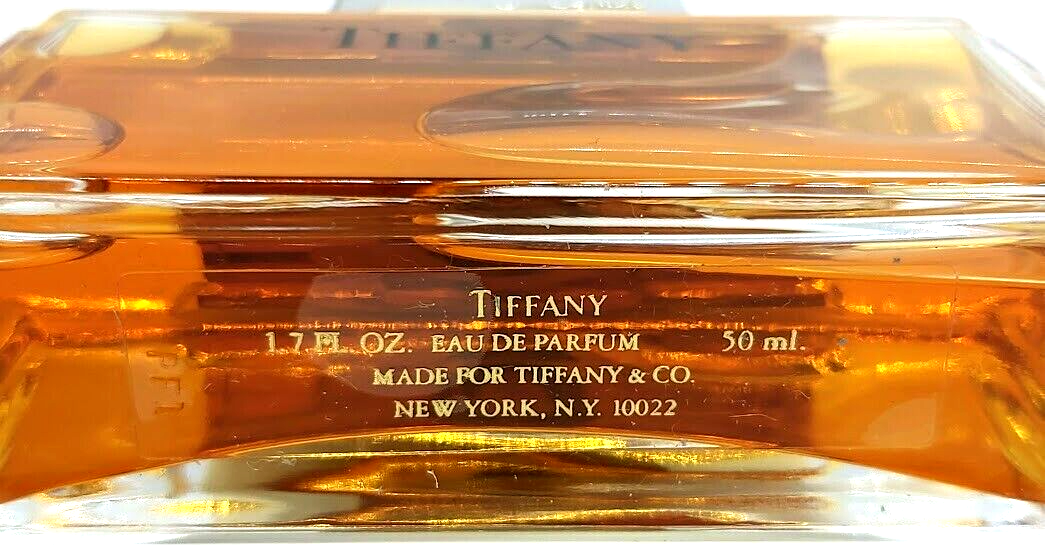 TIFFANY
TIFFANY
1.7 FL. OZ. EAU DE PARFUM 50 ml.
MADE FOR TIFFANY & CO.
NEW YORK, N.Y. 10022